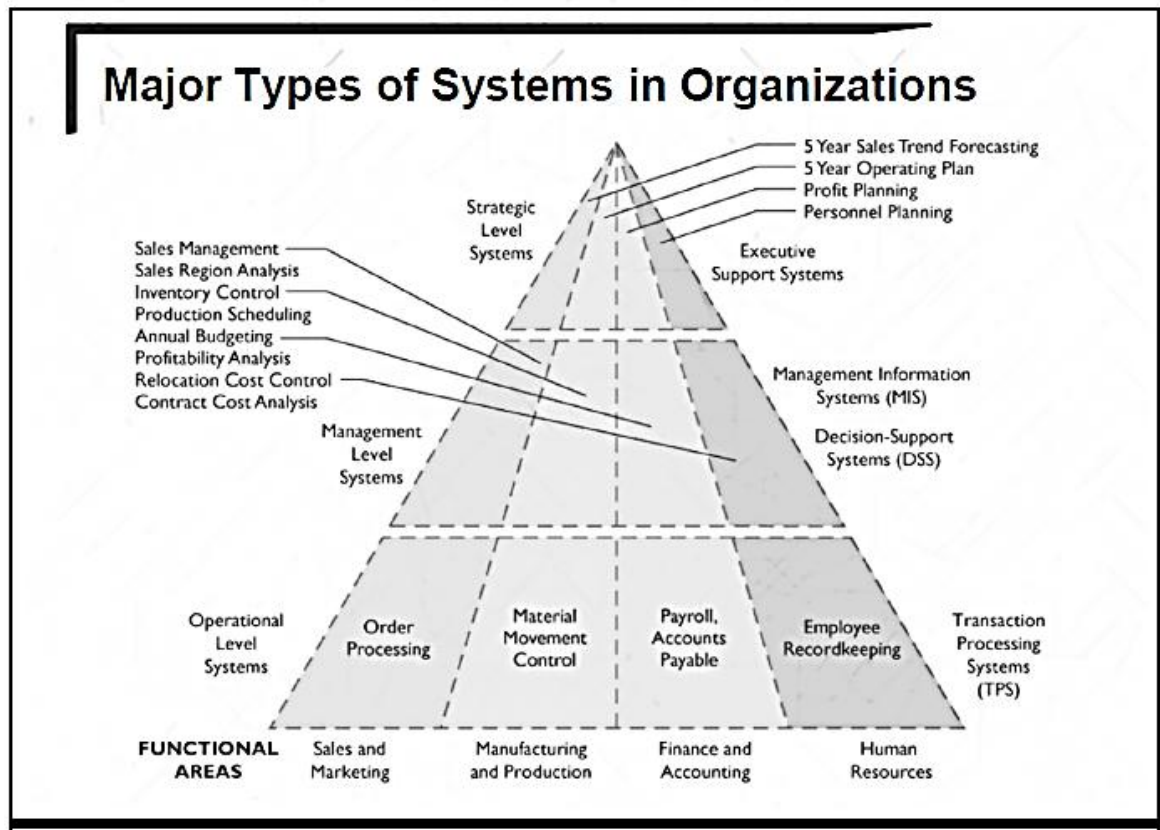 Major Types of Systems in Organizations
5 Year Sales Trend Forecasting
5 Year Operating Plan
Profit Planning
Personnel Planning
Strategic
Level
Systems
Executive
Support Systems
Sales Management
Sales Region Analysis
Inventory Control
Production Scheduling
Annual Budgeting
Profitability Analysis
Relocation Cost Control
Contract Cost Analysis
Management
Level
Systems
Management Information
Systems (MIS)
Decision-Support
Systems (DSS)
Operational
Level
Systems
Order
Processing
Material
Movement
Control
Payroll,
Accounts
Payable
Employee
Recordkeeping
Transaction
Processing
Systems
(TPS)
FUNCTIONAL
AREAS
Sales and
Marketing
Manufacturing
and Production
Finance and
Accounting
Human
Resources